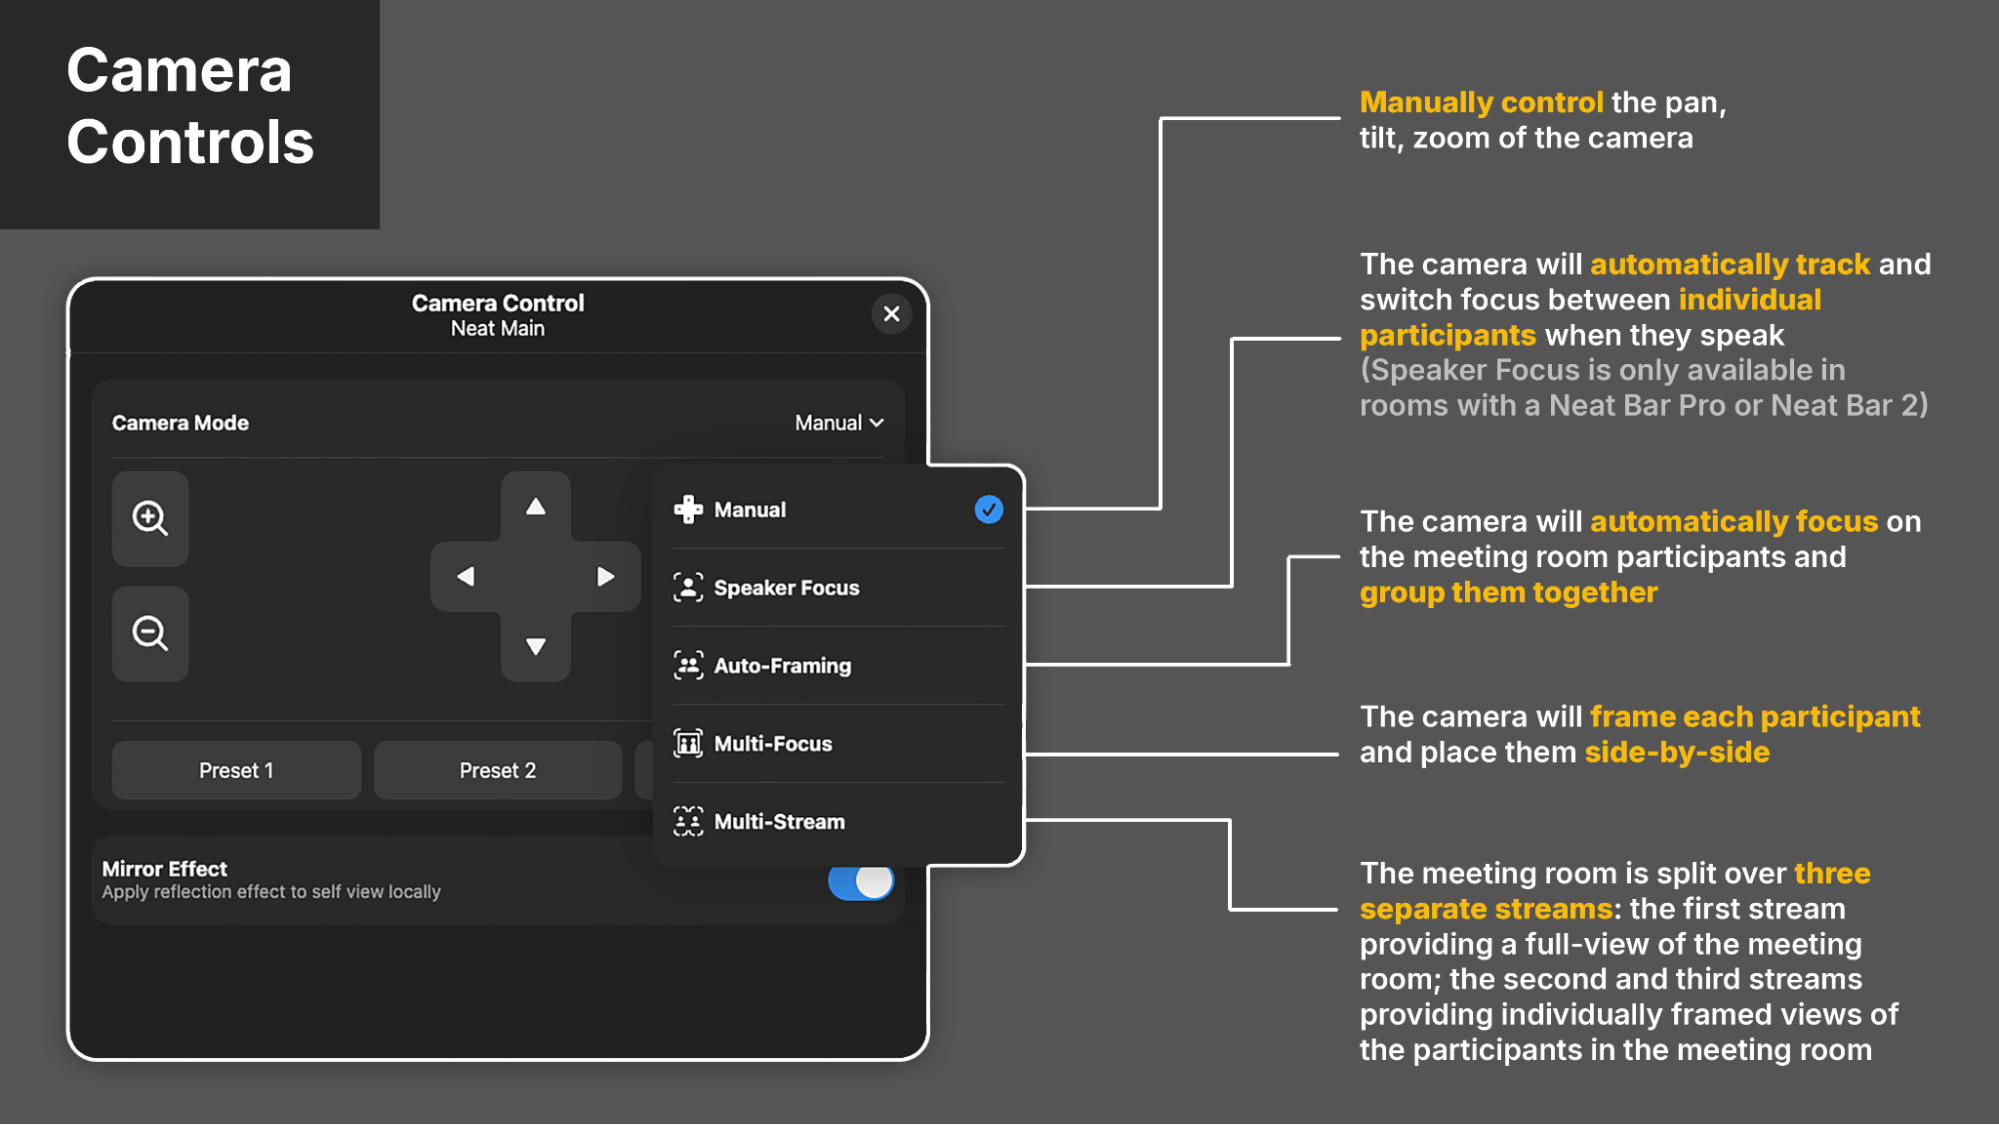 Camera
Controls
Manually control the pan,
tilt, zoom of the camera
The camera will automatically track and
switch focus between individual
participants when they speak
(Speaker Focus is only available in
rooms with a Neat Bar Pro or Neat Bar 2)
The camera will automatically focus on
the meeting room participants and
group them together
The camera will frame each participant
and place them side-by-side
The meeting room is split over three
separate streams: the first stream
providing a full-view of the meeting
room; the second and third streams
providing individually framed views of
the participants in the meeting room
Camera Control
Neat Main
Camera Mode
Manual
Manual
Speaker Focus
Auto-Framing
Multi-Focus
Multi-Stream
Preset 1
Preset 2
Mirror Effect
Apply reflection effect to self view locally